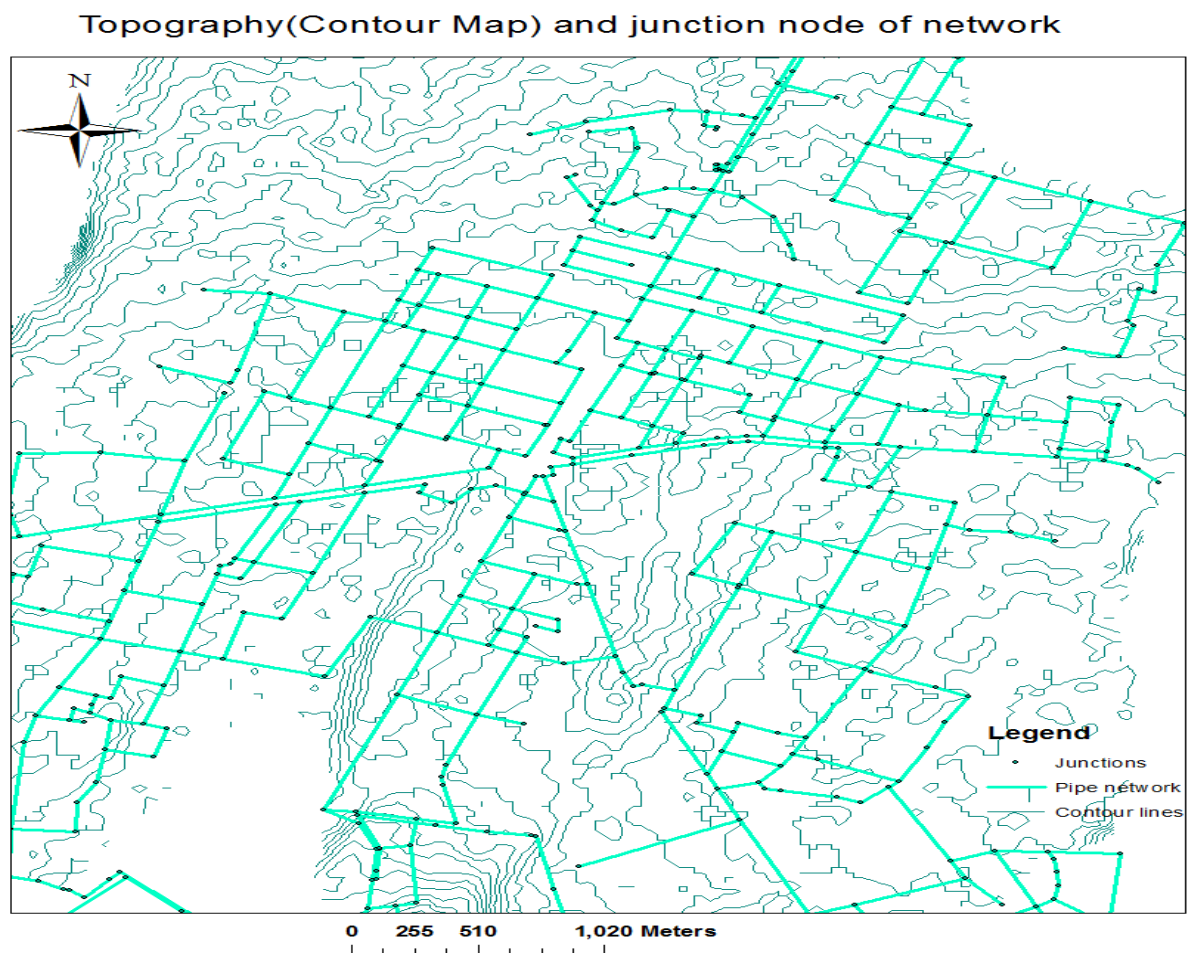 Topography(Contour Map) and junction node of network
N
Legend
Junctions
Pipe network
Contour lines
0 255 510 1,020 Meters